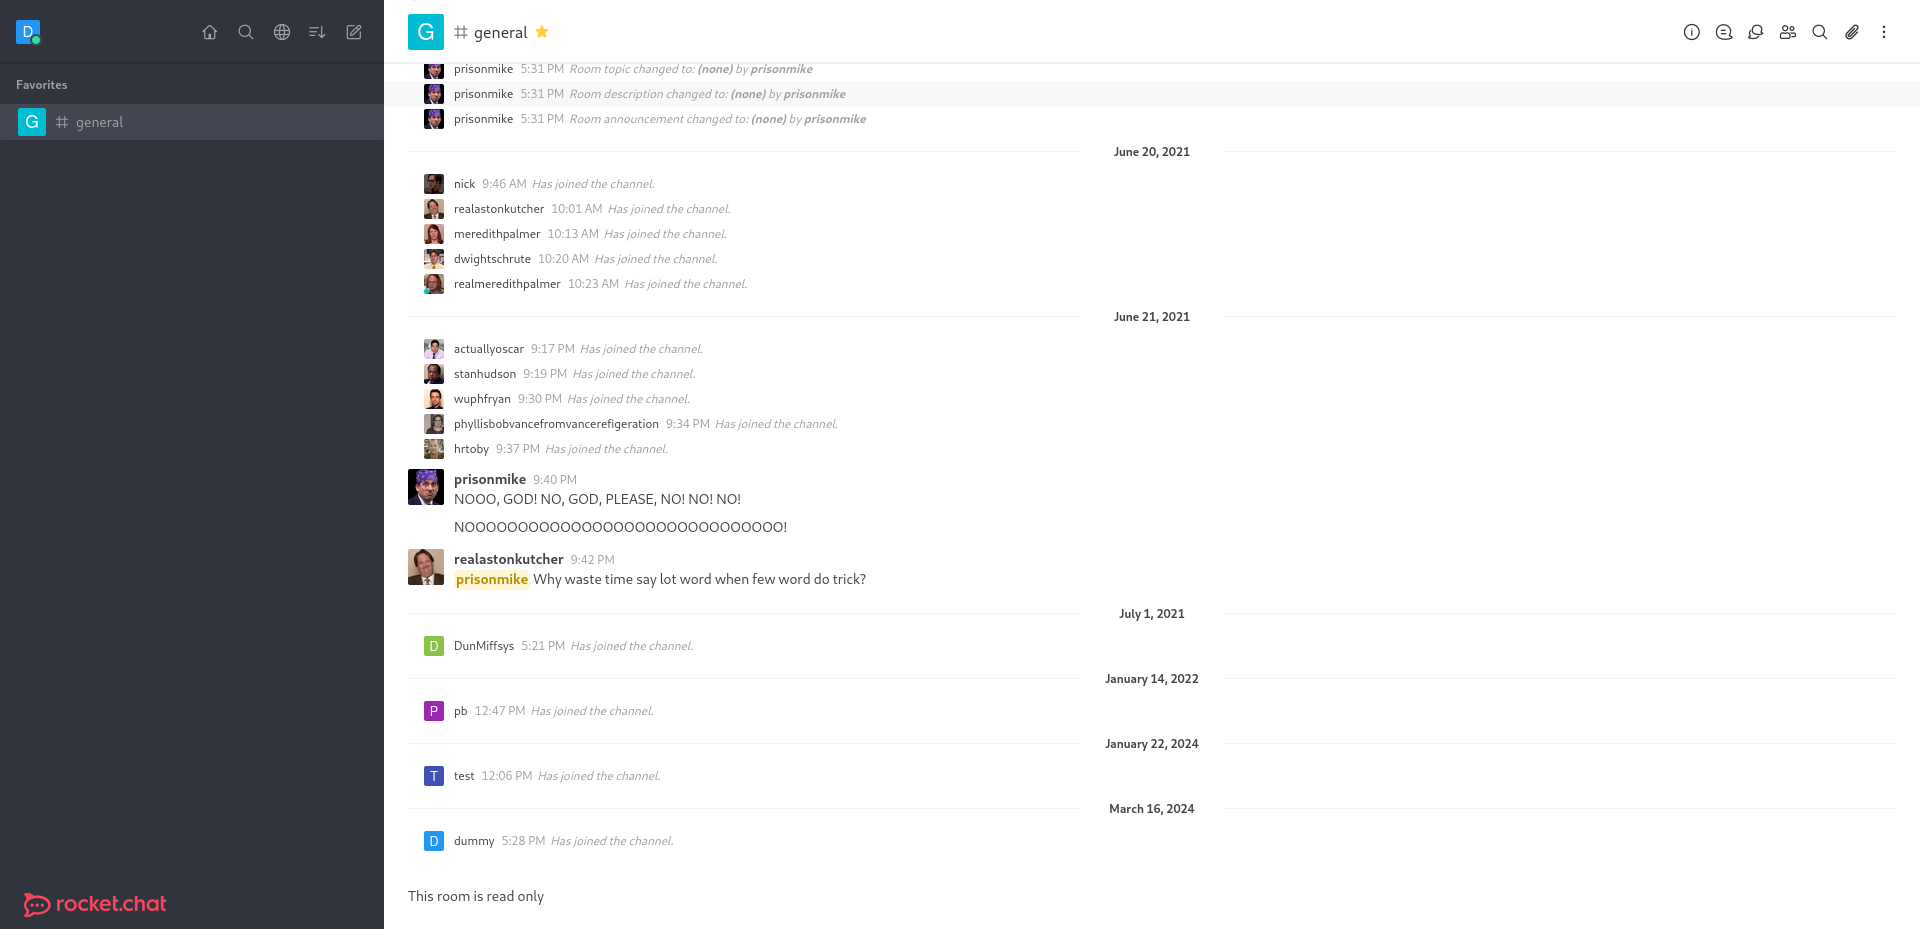 D
G
general
prisonmike 5:31 PM Room topic changed to: (none) by prisonmike
Favorites
prisonmike 5:31 PM Room description changed to: (none) by prisonmike
G
general
prisonmike 5:31 PM Room announcement changed to: (none) by prisonmike
June 20, 2021
nick 9:46 AM Has joined the channel.
realastonkutcher 10:01 AM Has joined the channel.
meredithpalmer 10:13 AM Has joined the channel.
dwightschrute 10:20 AM Has joined the channel.
realmeredithpalmer 10:23 AM Has joined the channel.
June 21, 2021
actuallyoscar 9:17 PM Has joined the channel.
stanhudson 9:19 PM Has joined the channel.
wuphfryan 9:30 PM Has joined the channel.
phyllisbobvancefromvancerefigeration 9:34 PM Has joined the channel.
hrtoby 9:37 PM Has joined the channel.
prisonmike 9:40 PM
NOOO, GOD! NO, GOD, PLEASE, NO! NO! NO!
NOOOOOOOOOOOOOOOOOOOOOOOOOOOOOO!
realastonkutcher 9:42 PM
prisonmike Why waste time say lot word when few word do trick?
July 1, 2021
D DunMiffsys 5:21 PM Has joined the channel.
January 14, 2022
P pb 12:47 PM Has joined the channel.
January 22, 2024
T test 12:06 PM Has joined the channel.
March 16, 2024
D dummy 5:28 PM Has joined the channel.
This room is read only
rocket.chat